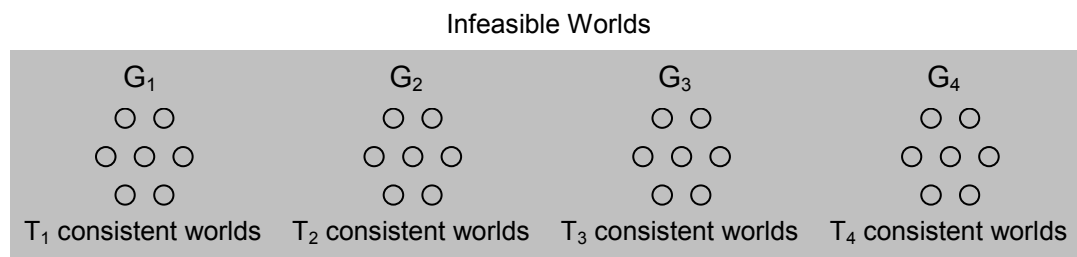 Infeasible Worlds
G₁ G₂ G₃ G₄
T₁ consistent worlds T₂ consistent worlds T₃ consistent worlds T₄ consistent worlds